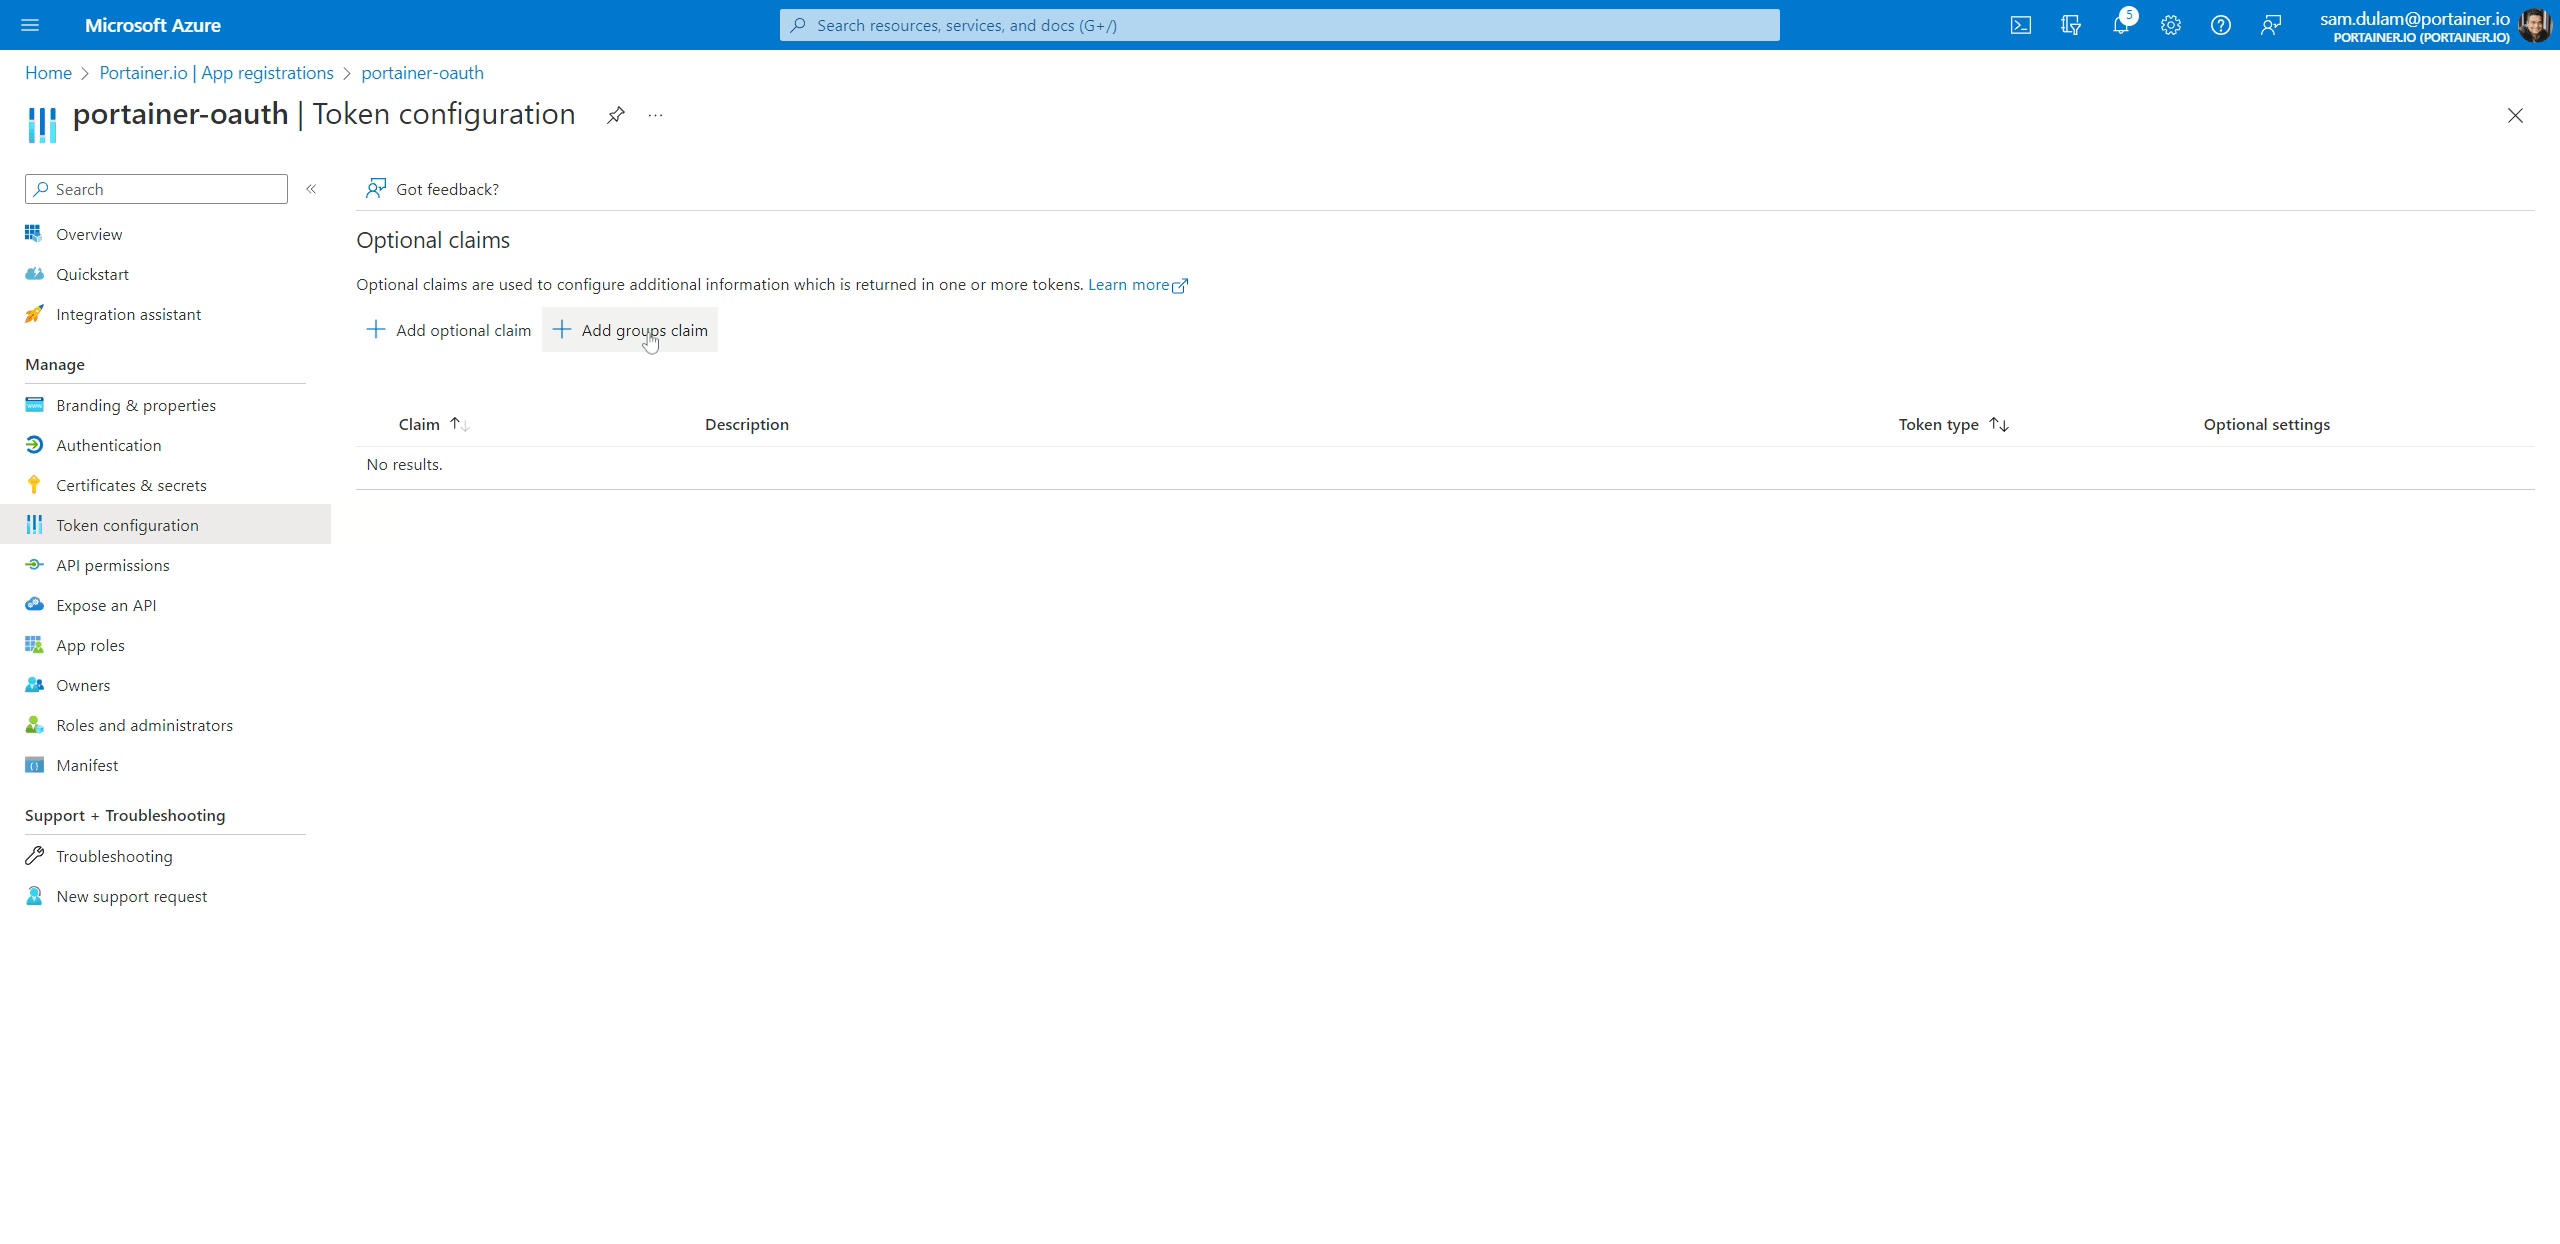 Microsoft Azure
Search resources, services, and docs (G+/)
5
sam.dulam@portainer.io
PORTAINER.IO (PORTAINER.IO)
Home > Portainer.io | App registrations > portainer-oauth
portainer-oauth | Token configuration ...
Search
«
Got feedback?
Overview
Quickstart
Integration assistant
Manage
Branding & properties
Authentication
Certificates & secrets
Token configuration
API permissions
Expose an API
App roles
Owners
Roles and administrators
Manifest
Support + Troubleshooting
Troubleshooting
New support request
Optional claims
Optional claims are used to configure additional information which is returned in one or more tokens. Learn more
+ Add optional claim + Add groups claim
Claim ↑↓ Description Token type ↑↓ Optional settings
No results.